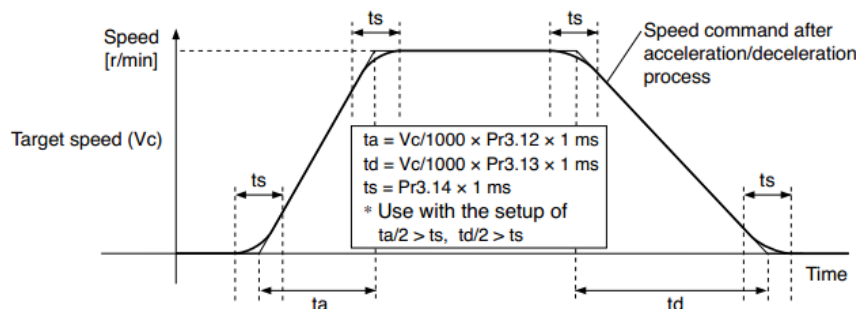 ts
ts
Speed
[r/min]
Speed command after
acceleration/deceleration
process
Target speed (Vc)
ta = Vc/1000 × Pr3.12 × 1 ms
td = Vc/1000 × Pr3.13 × 1 ms
ts = Pr3.14 × 1 ms
* Use with the setup of
ta/2 > ts, td/2 > ts
ts
ts
Time
ta
td